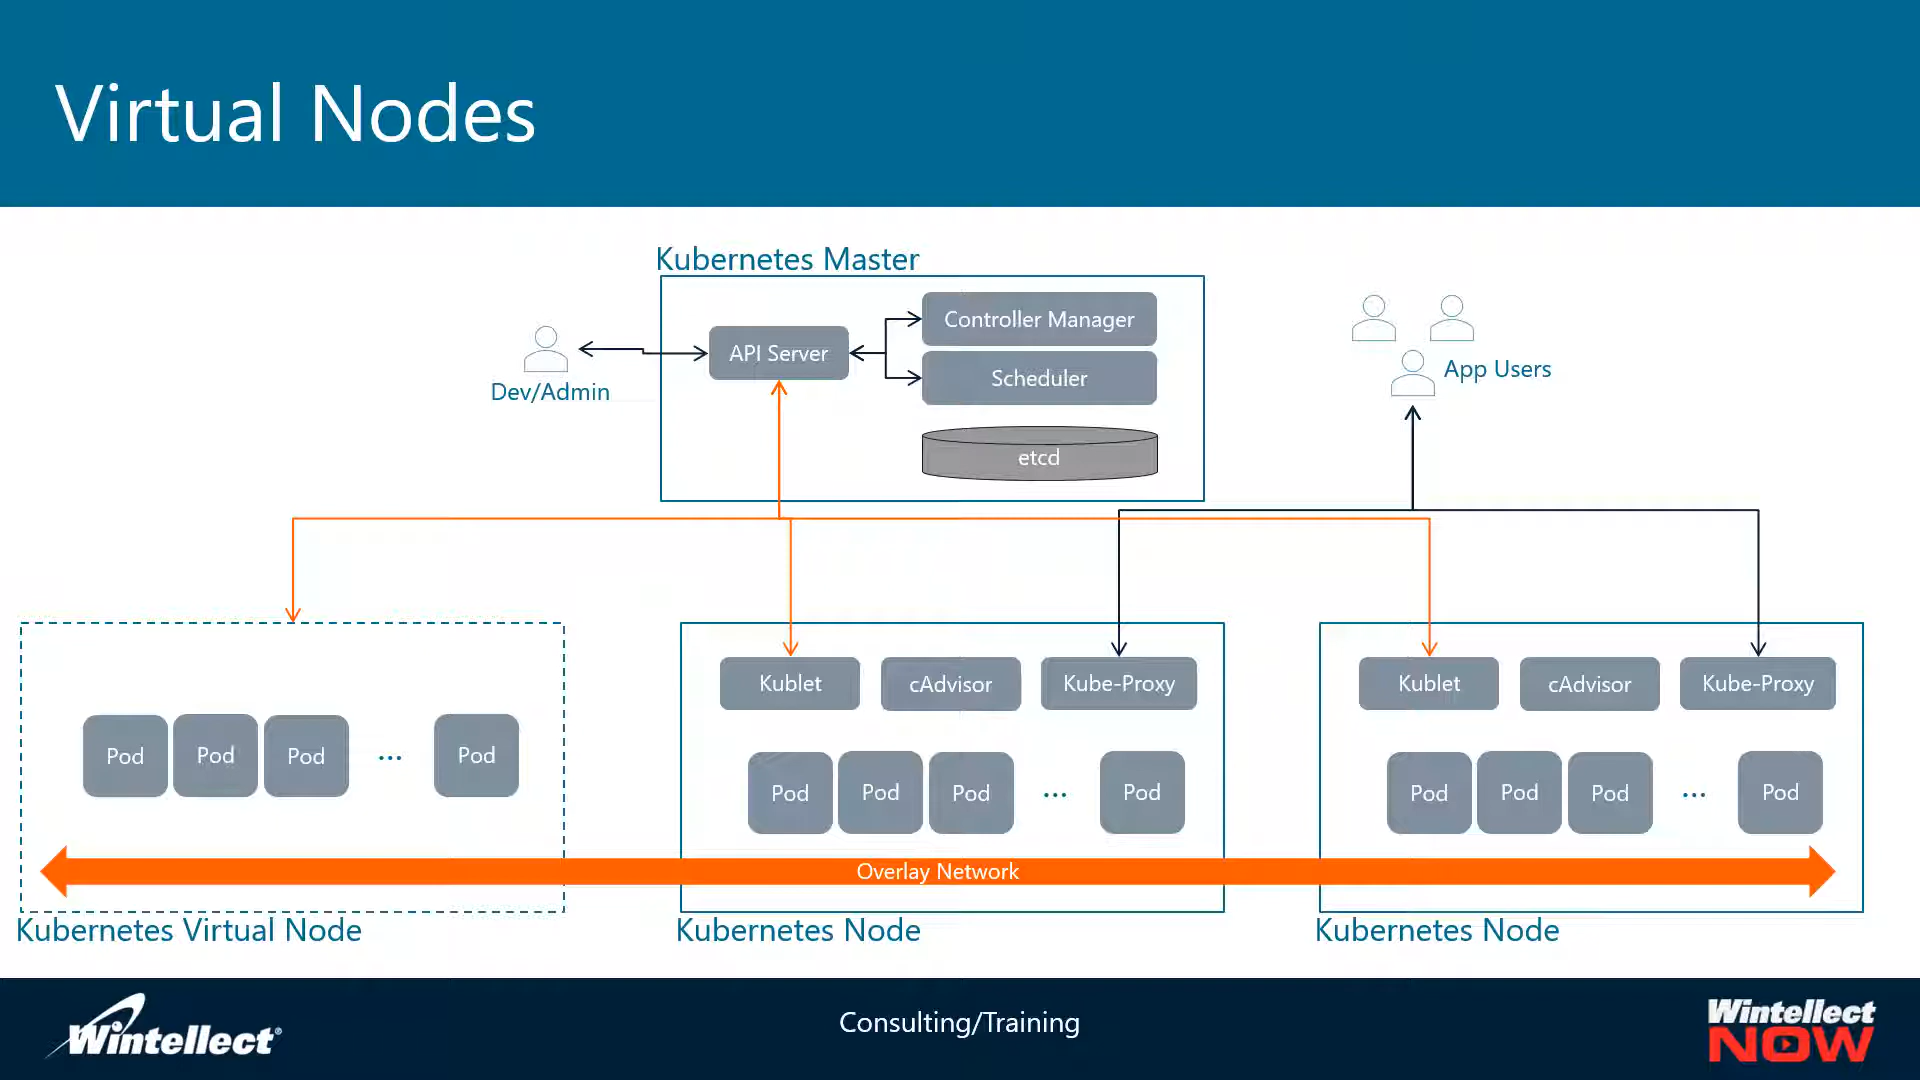 Virtual Nodes
Kubernetes Master
Controller Manager
API Server
Scheduler
etcd
Dev/Admin
App Users
Kublet
cAdvisor
Kube-Proxy
Kublet
cAdvisor
Kube-Proxy
Pod Pod Pod ... Pod
Pod Pod Pod ... Pod
Pod Pod Pod ... Pod
Overlay Network
Kubernetes Virtual Node
Kubernetes Node
Kubernetes Node
Wintellect®
Consulting/Training
Wintellect
NOW